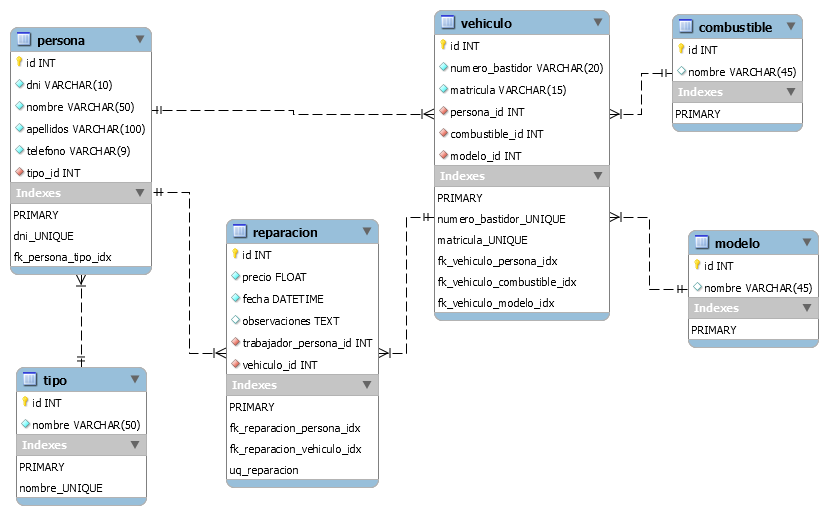 persona
id INT
dni VARCHAR(10)
nombre VARCHAR(50)
apellidos VARCHAR(100)
telefono VARCHAR(9)
tipo_id INT
Indexes
PRIMARY
dni_UNIQUE
fk_persona_tipo_idx
tipo
id INT
nombre VARCHAR(50)
Indexes
PRIMARY
nombre_UNIQUE
reparacion
id INT
precio FLOAT
fecha DATETIME
observaciones TEXT
trabajador_persona_id INT
vehiculo_id INT
Indexes
PRIMARY
fk_reparacion_persona_idx
fk_reparacion_vehiculo_idx
uq_reparacion
vehiculo
id INT
numero_bastidor VARCHAR(20)
matricula VARCHAR(15)
persona_id INT
combustible_id INT
modelo_id INT
Indexes
PRIMARY
numero_bastidor_UNIQUE
matricula_UNIQUE
fk_vehiculo_persona_idx
fk_vehiculo_combustible_idx
fk_vehiculo_modelo_idx
combustible
id INT
nombre VARCHAR(45)
Indexes
PRIMARY
modelo
id INT
nombre VARCHAR(45)
Indexes
PRIMARY